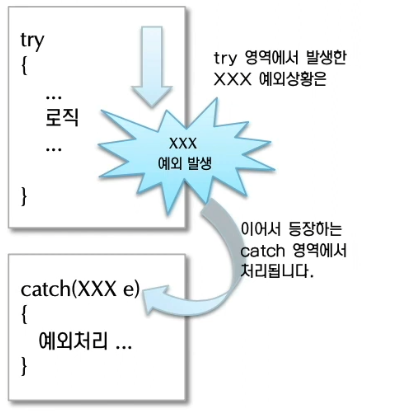 try
{
...
로직
...
}
XXX
예외 발생
try 영역에서 발생한
XXX 예외상황은
이어서 등장하는
catch 영역에서
처리됩니다.
catch(XXX e)
{
예외처리 ...
}